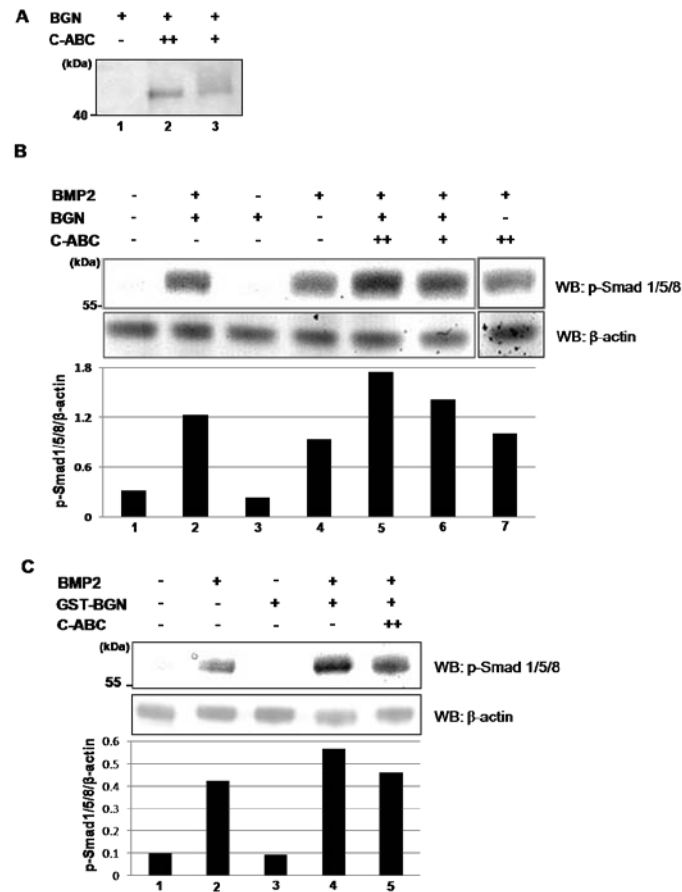 A
BGN + + +
C-ABC - ++ +
(kDa)
40
1 2 3
B
BMP2 - + - + + + +
BGN - + + - + + -
C-ABC - - - - ++ + ++
(kDa)
55
WB: p-Smad 1/5/8
WB: β-actin
p-Smad1/5/8/β-actin
1.8
1.2
0.6
0
1 2 3 4 5 6 7
C
BMP2 - + - + +
GST-BGN - - + + +
C-ABC - - - - ++
(kDa)
55
WB: p-Smad 1/5/8
WB: β-actin
p-Smad1/5/8/β-actin
0.6
0.5
0.4
0.3
0.2
0.1
0
1 2 3 4 5